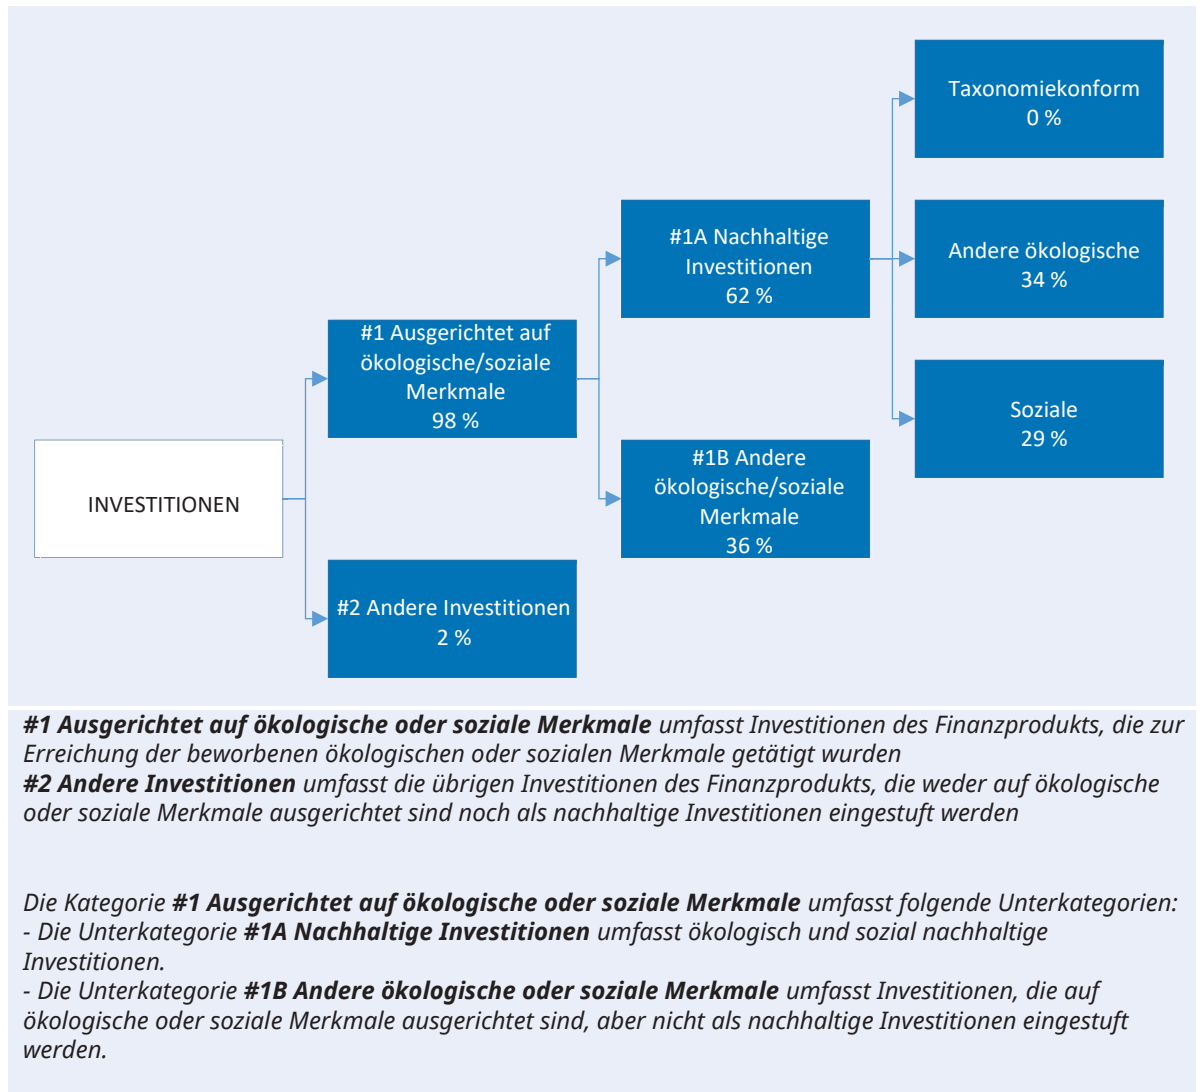 Taxonomiekonform
0 %
#1A Nachhaltige
Investitionen
62 %
Andere ökologische
34 %
#1 Ausgerichtet auf
ökologische/soziale
Merkmale
98 %
Soziale
29 %
#1B Andere
ökologische/soziale
Merkmale
36 %
INVESTITIONEN
#2 Andere Investitionen
2 %
#1 Ausgerichtet auf ökologische oder soziale Merkmale umfasst Investitionen des Finanzprodukts, die zur
Erreichung der beworbenen ökologischen oder sozialen Merkmale getätigt wurden
#2 Andere Investitionen umfasst die übrigen Investitionen des Finanzprodukts, die weder auf ökologische
oder soziale Merkmale ausgerichtet sind noch als nachhaltige Investitionen eingestuft werden
Die Kategorie #1 Ausgerichtet auf ökologische oder soziale Merkmale umfasst folgende Unterkategorien:
- Die Unterkategorie #1A Nachhaltige Investitionen umfasst ökologisch und sozial nachhaltige
Investitionen.
- Die Unterkategorie #1B Andere ökologische oder soziale Merkmale umfasst Investitionen, die auf
ökologische oder soziale Merkmale ausgerichtet sind, aber nicht als nachhaltige Investitionen eingestuft
werden.